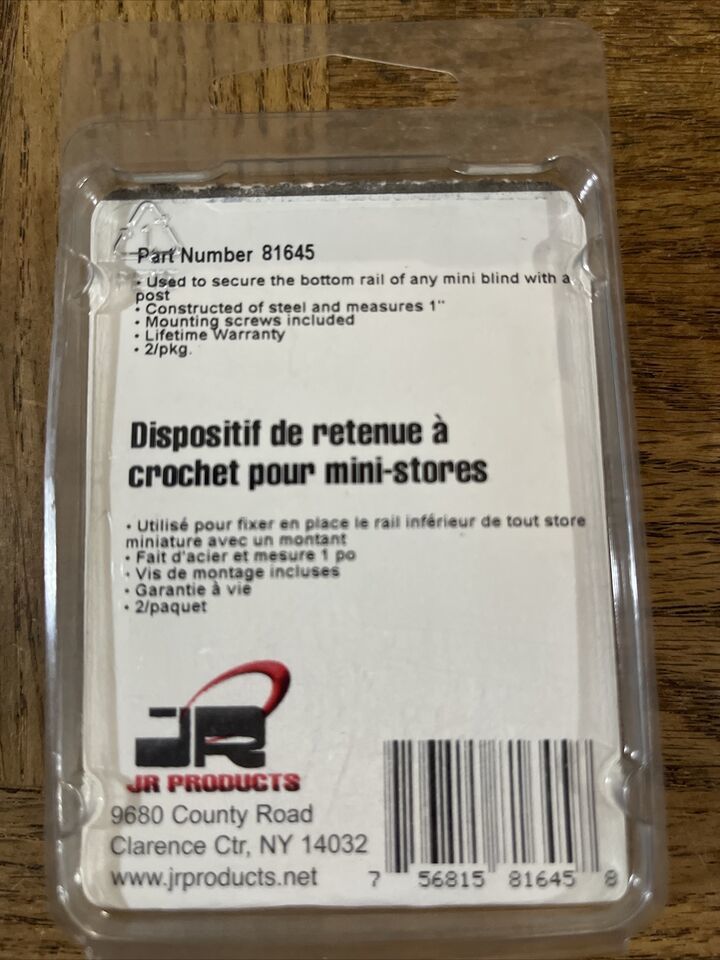 Part Number 81645
• Used to secure the bottom rail of any mini blind with a
post
• Constructed of steel and measures 1"
• Mounting screws included
• Lifetime Warranty
• 2/pkg.
Dispositif de retenue à
crochet pour mini-stores
• Utilisé pour fixer en place le rail inférieur de tout store
miniature avec un montant
• Fait d'acier et mesure 1 po
• Vis de montage incluses
• Garantie à vie
• 2/paquet
JR
JR PRODUCTS
9680 County Road
Clarence Ctr, NY 14032
www.jrproducts.net
7 56815 81645 8